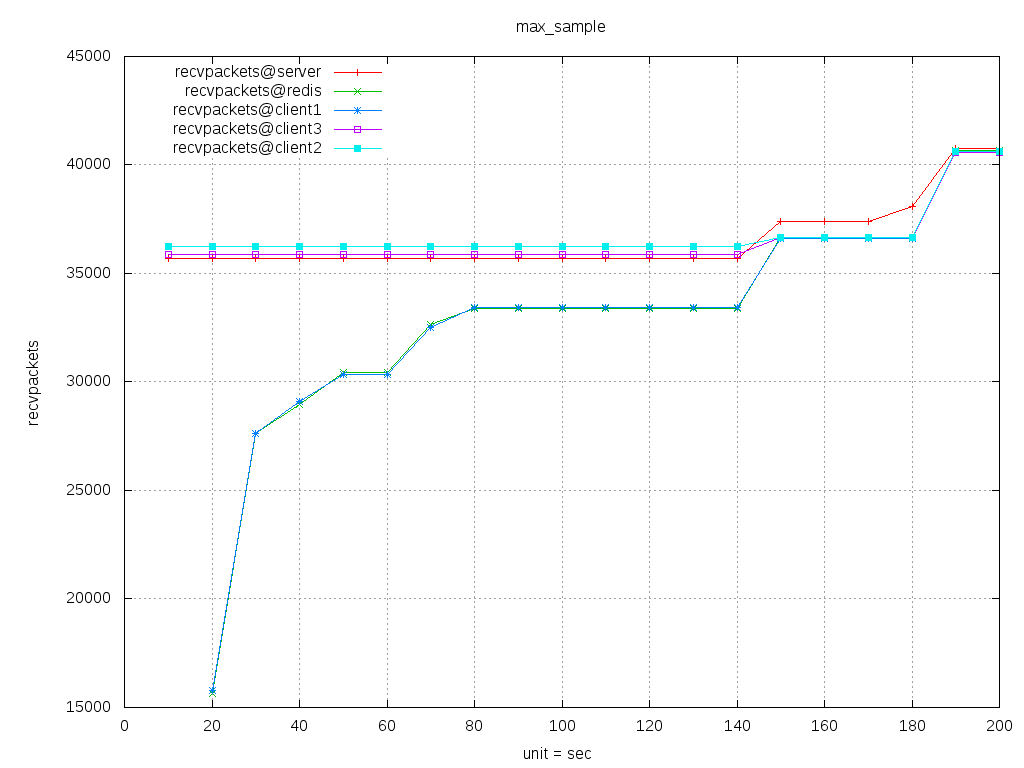 max_sample
45000
40000
35000
30000
25000
20000
15000
recvpackets@server
recvpackets@redis
recvpackets@client1
recvpackets@client3
recvpackets@client2
recvpackets
0 20 40 60 80 100 120 140 160 180 200
unit = sec